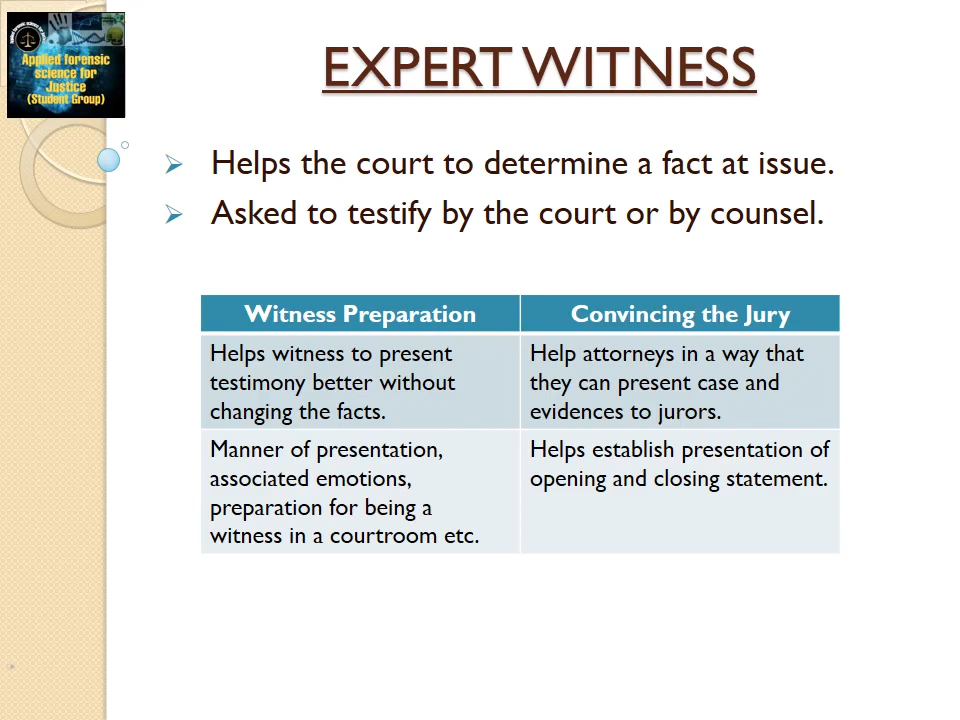 Applied forensic
science for
Justice
(Student Group)
EXPERT WITNESS
Helps the court to determine a fact at issue.
Asked to testify by the court or by counsel.
Witness Preparation
Convincing the Jury
Helps witness to present
testimony better without
changing the facts.
Help attorneys in a way that
they can present case and
evidences to jurors.
Manner of presentation,
associated emotions,
preparation for being a
witness in a courtroom etc.
Helps establish presentation of
opening and closing statement.